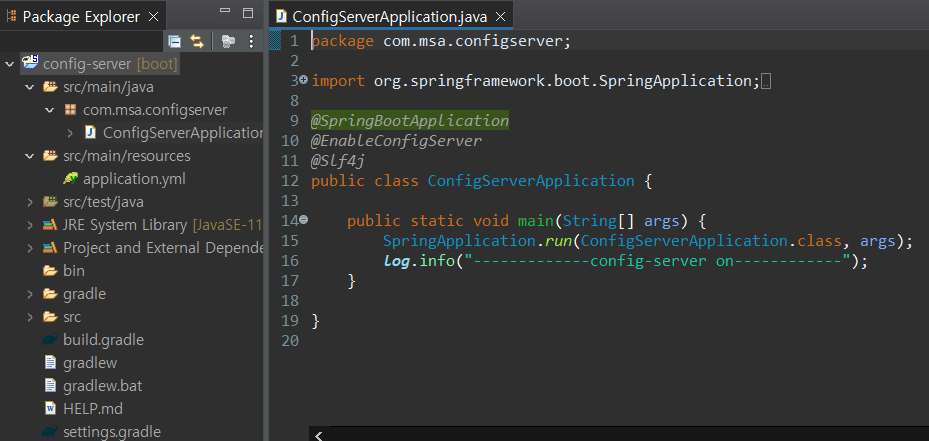 Package Explorer
config-server [boot]
src/main/java
com.msa.configserver
ConfigServerApplication
src/main/resources
application.yml
src/test/java
JRE System Library [JavaSE-11
Project and External Depende
bin
gradle
src
build.gradle
gradlew
gradlew.bat
HELP.md
settings.gradle
ConfigServerApplication.java
1 package com.msa.configserver;
2
3 import org.springframework.boot.SpringApplication;
8
9 @SpringBootApplication
10 @EnableConfigServer
11 @Slf4j
12 public class ConfigServerApplication {
13
14 public static void main(String[] args) {
15 SpringApplication.run(ConfigServerApplication.class, args);
16 log.info("-------------config-server on------------");
17 }
18
19 }
20